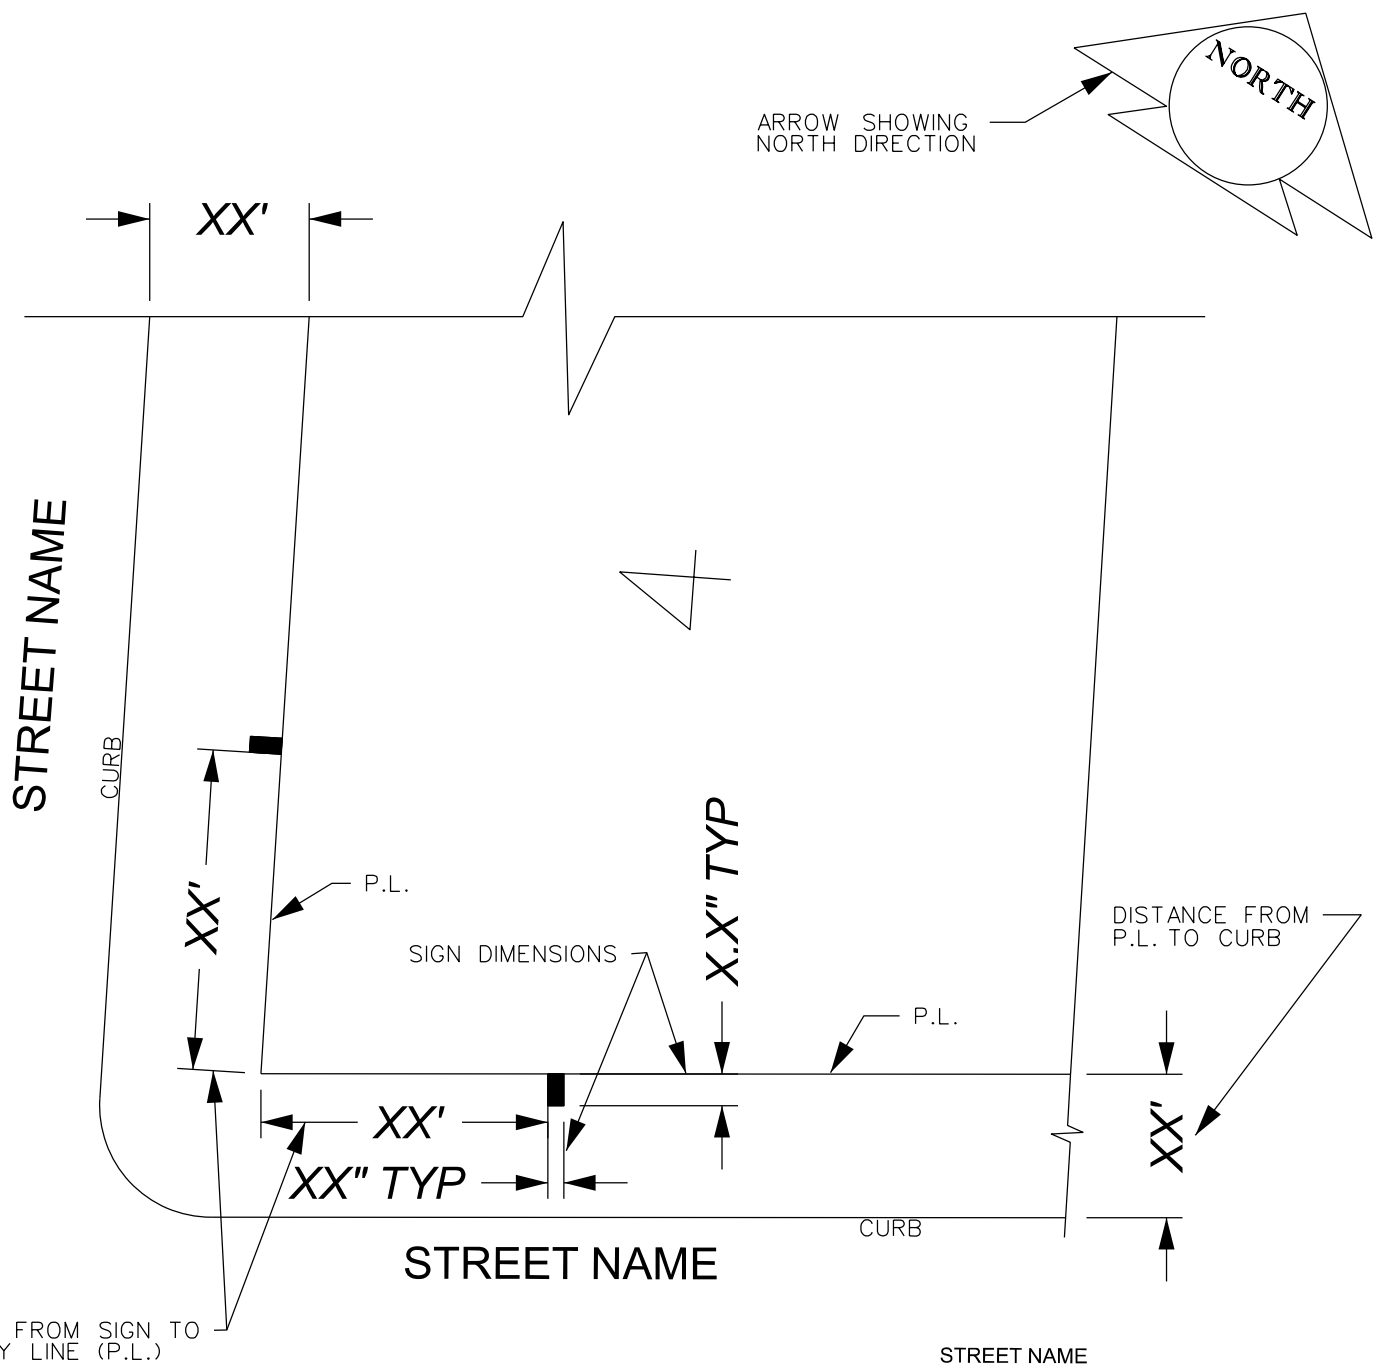 NORTH
ARROW SHOWING
NORTH DIRECTION
XX'
STREET NAME
CURB
XX'
P.L.
SIGN DIMENSIONS
X.X" TYP
P.L.
DISTANCE FROM
P.L. TO CURB
XX'
XX'
XX" TYP
CURB
STREET NAME
FROM SIGN TO
Y LINE (P.L.)
STREET NAME